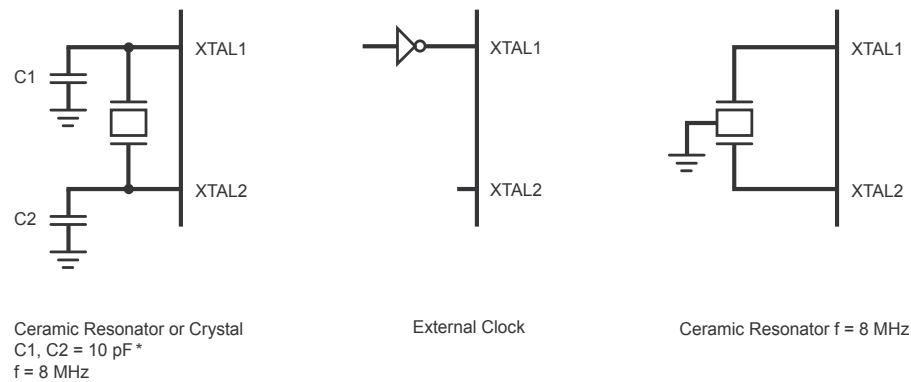 XTAL1
C1
XTAL2
C2
Ceramic Resonator or Crystal
C1, C2 = 10 pF *
f = 8 MHz
XTAL1
XTAL2
External Clock
XTAL1
XTAL2
Ceramic Resonator f = 8 MHz